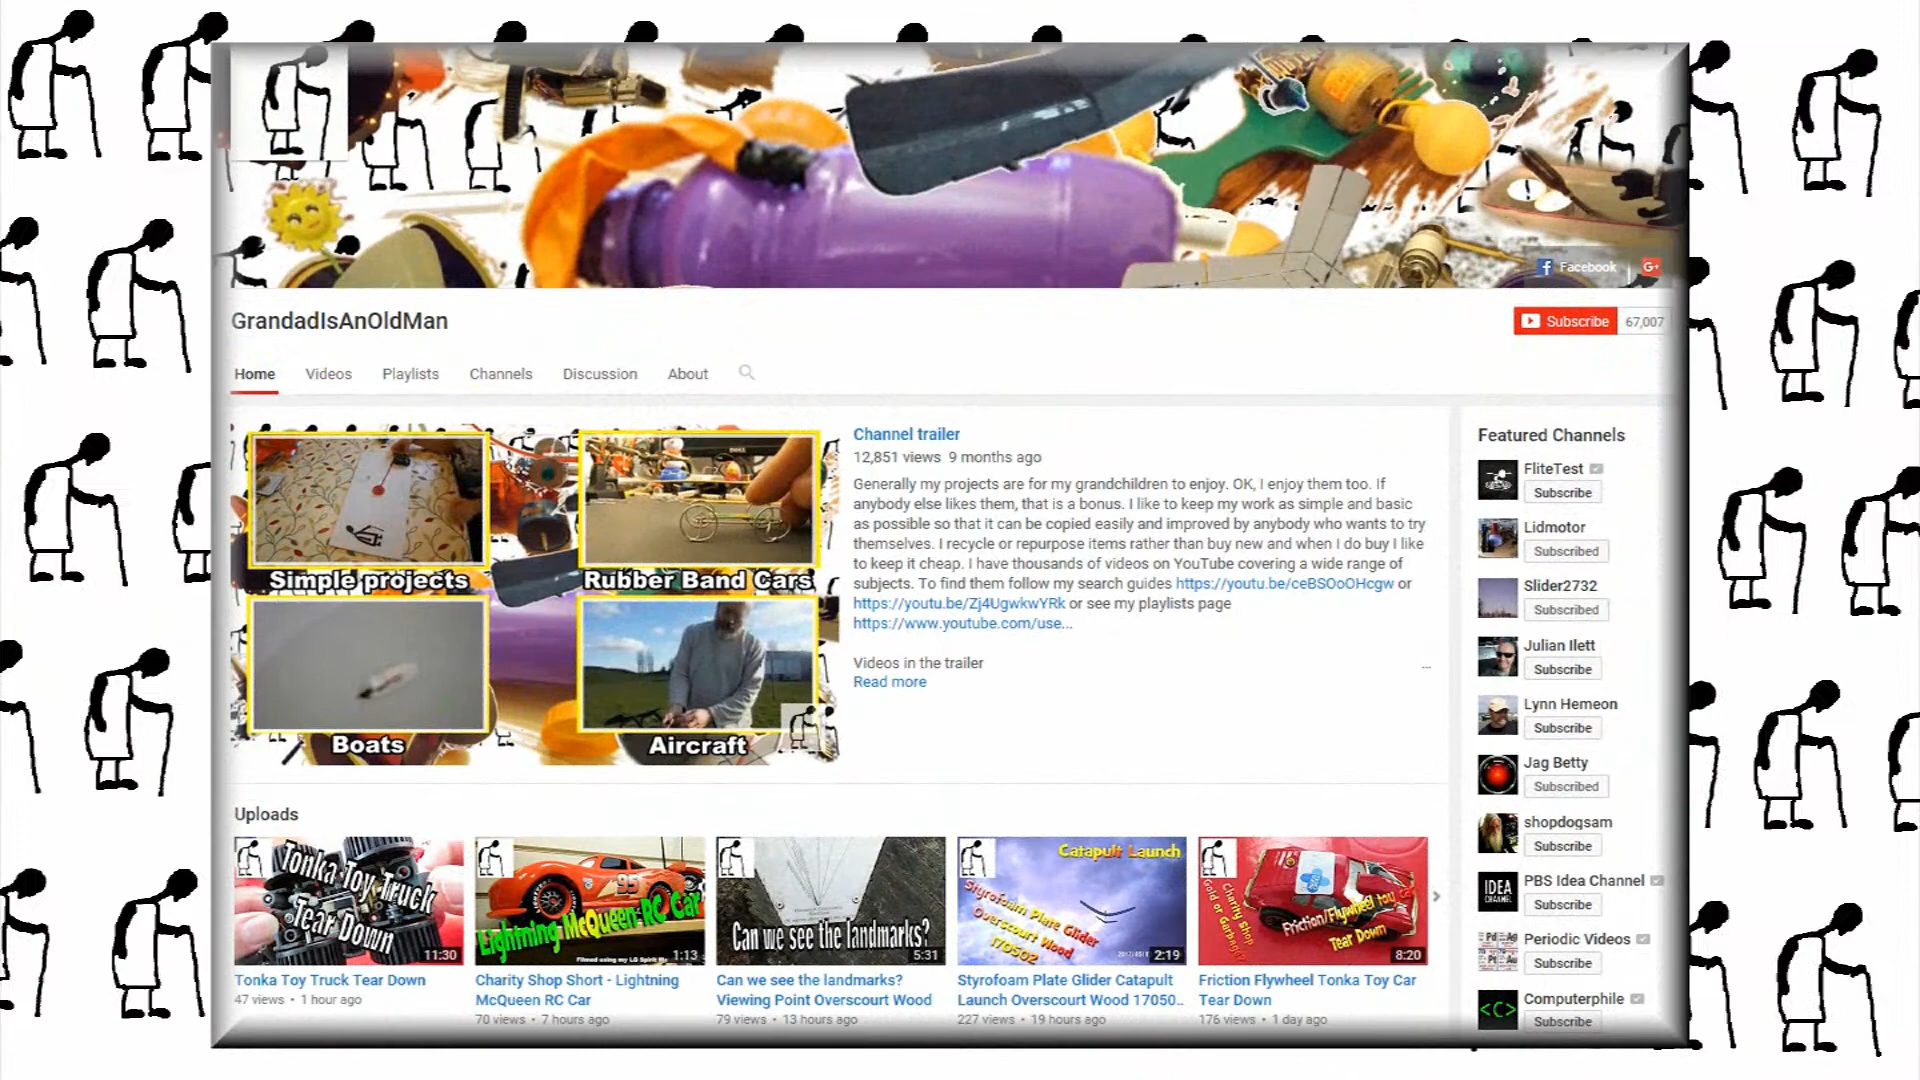 Facebook
G+
GrandadIsAnOldMan
Subscribe 67,007
Home Videos Playlists Channels Discussion About
Simple projects
Rubber Band Cars
Boats
Aircraft
Channel trailer
12,851 views 9 months ago
Generally my projects are for my grandchildren to enjoy. OK, I enjoy them too. If
anybody else likes them, that is a bonus. I like to keep my work as simple and basic
as possible so that it can be copied easily and improved by anybody who wants to try
themselves. I recycle or repurpose items rather than buy new and when I do buy I like
to keep it cheap. I have thousands of videos on YouTube covering a wide range of
subjects. To find them follow my search guides https://youtu.be/ceBSOoOHcgw or
https://youtu.be/Zj4UgwkwYRk or see my playlists page
https://www.youtube.com/use...
Videos in the trailer
...
Read more
Featured Channels
FliteTest
Subscribe
Lidmotor
Subscribed
Slider2732
Subscribed
Julian Ilett
Subscribe
Lynn Hemeon
Subscribe
Jag Betty
Subscribed
shopdogsam
Subscribe
IDEA
CHANNEL
PBS Idea Channel
Subscribe
Periodic Videos
Subscribe
<C>
Computerphile
Subscribe
Uploads
Tonka Toy Truck
Tear Down
11:30
Tonka Toy Truck Tear Down
47 views • 1 hour ago
95
Lightning McQueen RC Car
1:13
Charity Shop Short - Lightning
McQueen RC Car
70 views • 7 hours ago
Can we see the landmarks?
5:31
Can we see the landmarks?
Viewing Point Overscourt Wood
79 views • 13 hours ago
Catapult Launch
Styrofoam Plate Glider
Overscourt Wood
170502
2:19
Styrofoam Plate Glider Catapult
Launch Overscourt Wood 17050..
227 views • 19 hours ago
Charity Shop
Gold or Garbage?
Friction/Flywheel toy
Tear Down
8:20
Friction Flywheel Tonka Toy Car
Tear Down
176 views • 1 day ago